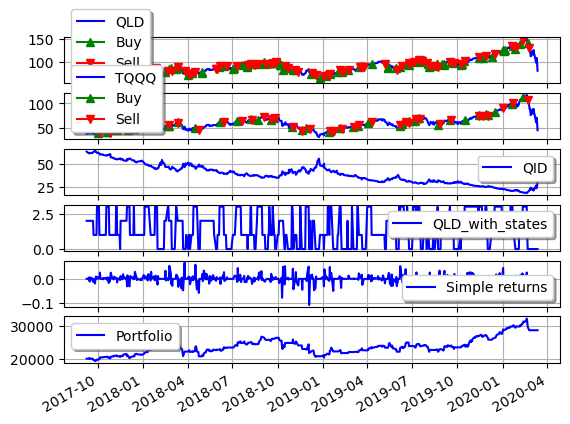 QLD
Buy
Sell
150
100
TQQQ
Buy
Sell
100
50
QID
50
25
QLD_with_states
2.5
0.0
Simple returns
0.0
−0.1
Portfolio
30000
20000
2017-10 2018-01 2018-04 2018-07 2018-10 2019-01 2019-04 2019-07 2019-10 2020-01 2020-04